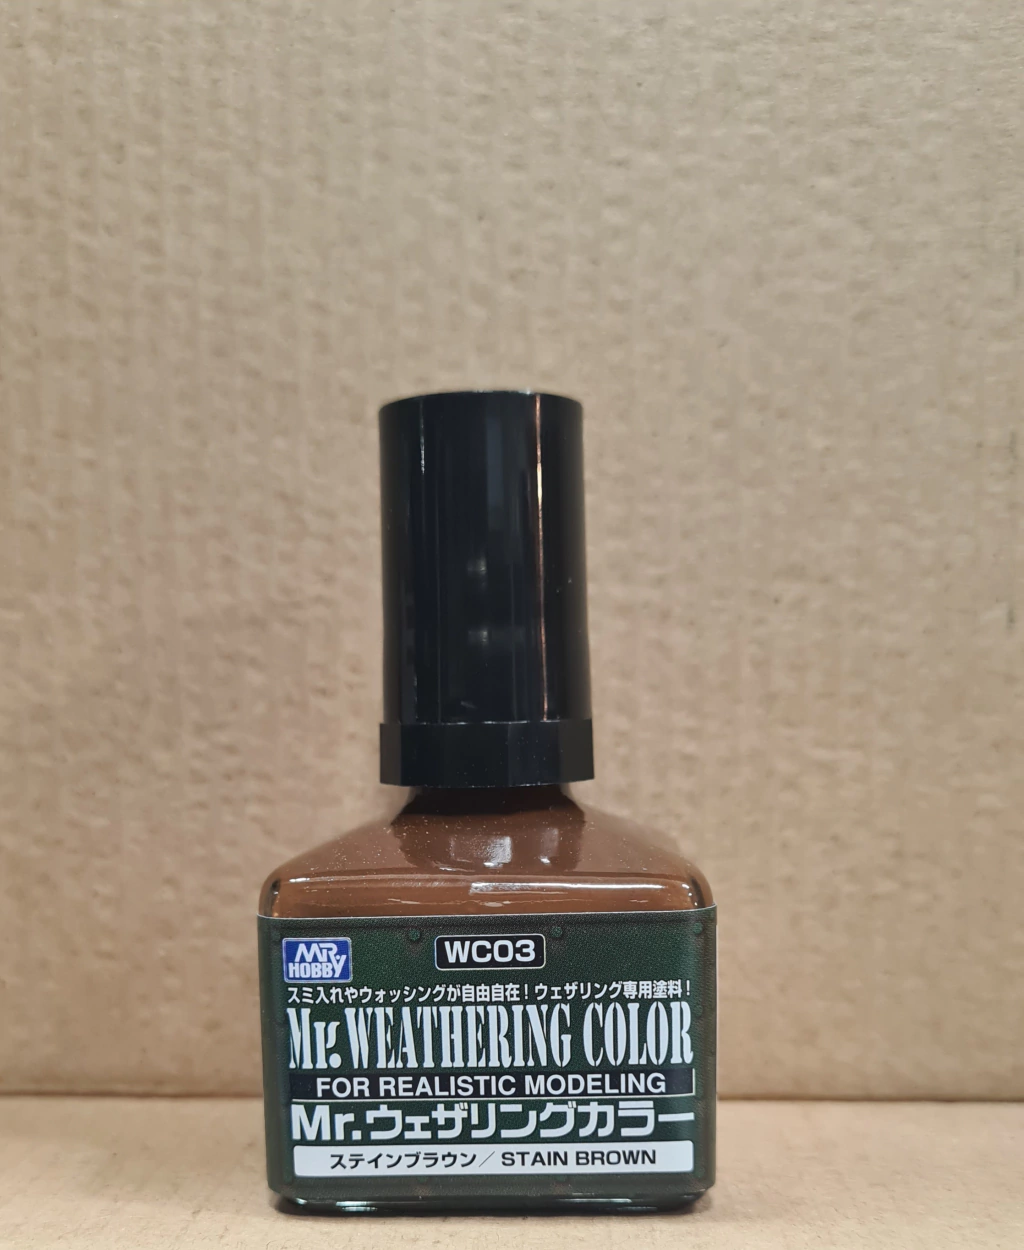 MR. HOBBY
WC03
スミ入れやウォッシングが自由自在！ウェザリング専用塗料！
Mr. WEATHERING COLOR
FOR REALISTIC MODELING
Mr.ウェザリングカラー
ステインブラウン／STAIN BROWN